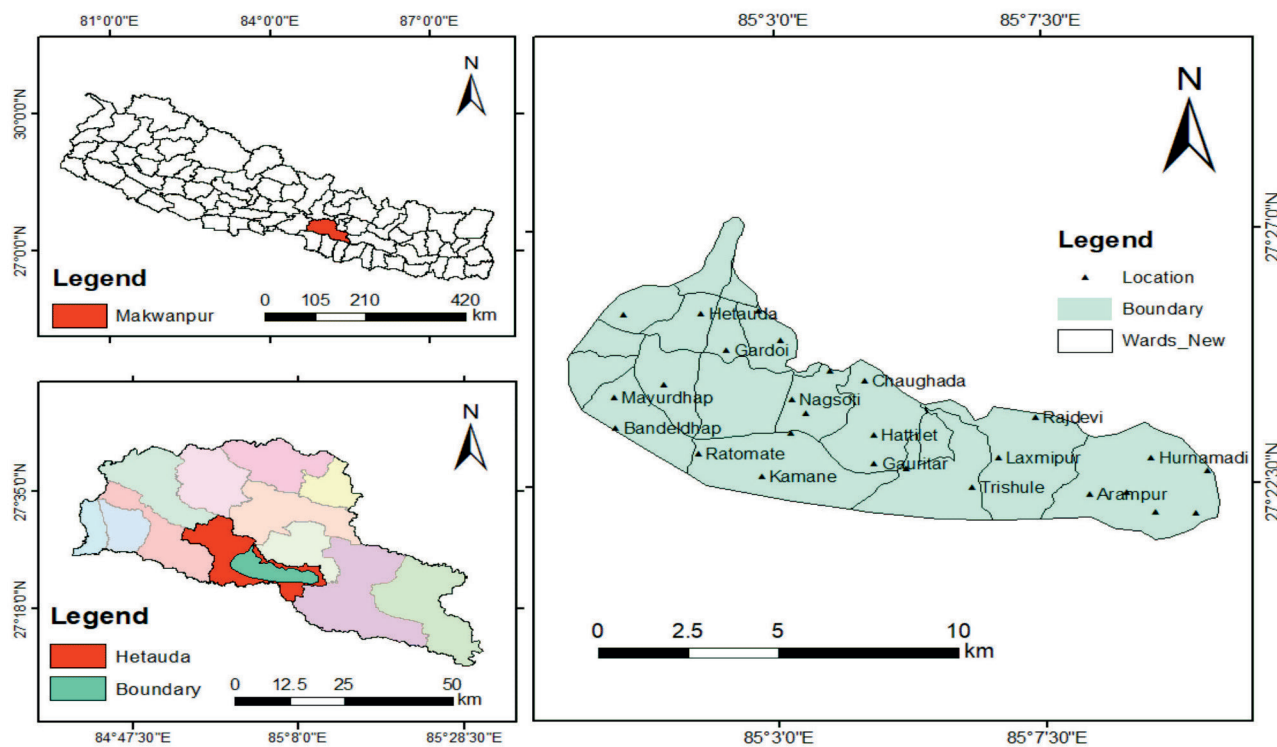 81°0'0"E 84°0'0"E 87°0'0"E
N
30°0'0"N
27°0'0"N
Legend
Makwanpur
0 105 210 420
km
N
27°36'N
27°18'0"N
Legend
Hetauda
Boundary
0 12.5 25 50
km
84°47'30"E 85°8'0"E 85°28'30"E
85°3'0"E 85°7'30"E
N
27°27'0"N
27°22'30"N
Legend
Location
Boundary
Wards_New
Hetauda
Gardoi
Chaughada
Mayurdhap
Nagsoti
Rajdevi
Bandeldhap
Hattilet
Ratomate
Gauritar
Laxmipur
Hurnamadi
Kamane
Trishule
Arampur
0 2.5 5 10
km
85°3'0"E 85°7'30"E